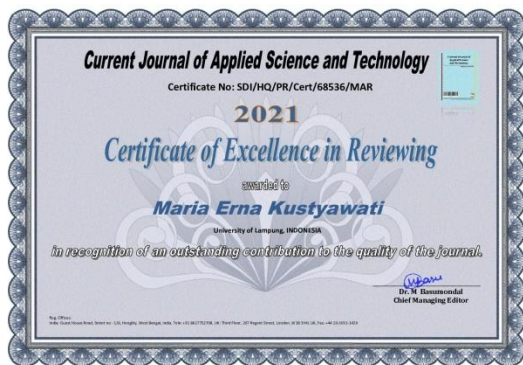 Current Journal of Applied Science and Technology
Certificate No: SDI/HQ/PR/Cert/68536/MAR
2021
Certificate of Excellence in Reviewing
awarded to
Maria Erna Kustyawati
University of Lampung, INDONESIA
in recognition of an outstanding contribution to the quality of the journal.
Dr. M Basumondal
Chief Managing Editor
Reg. Offices: